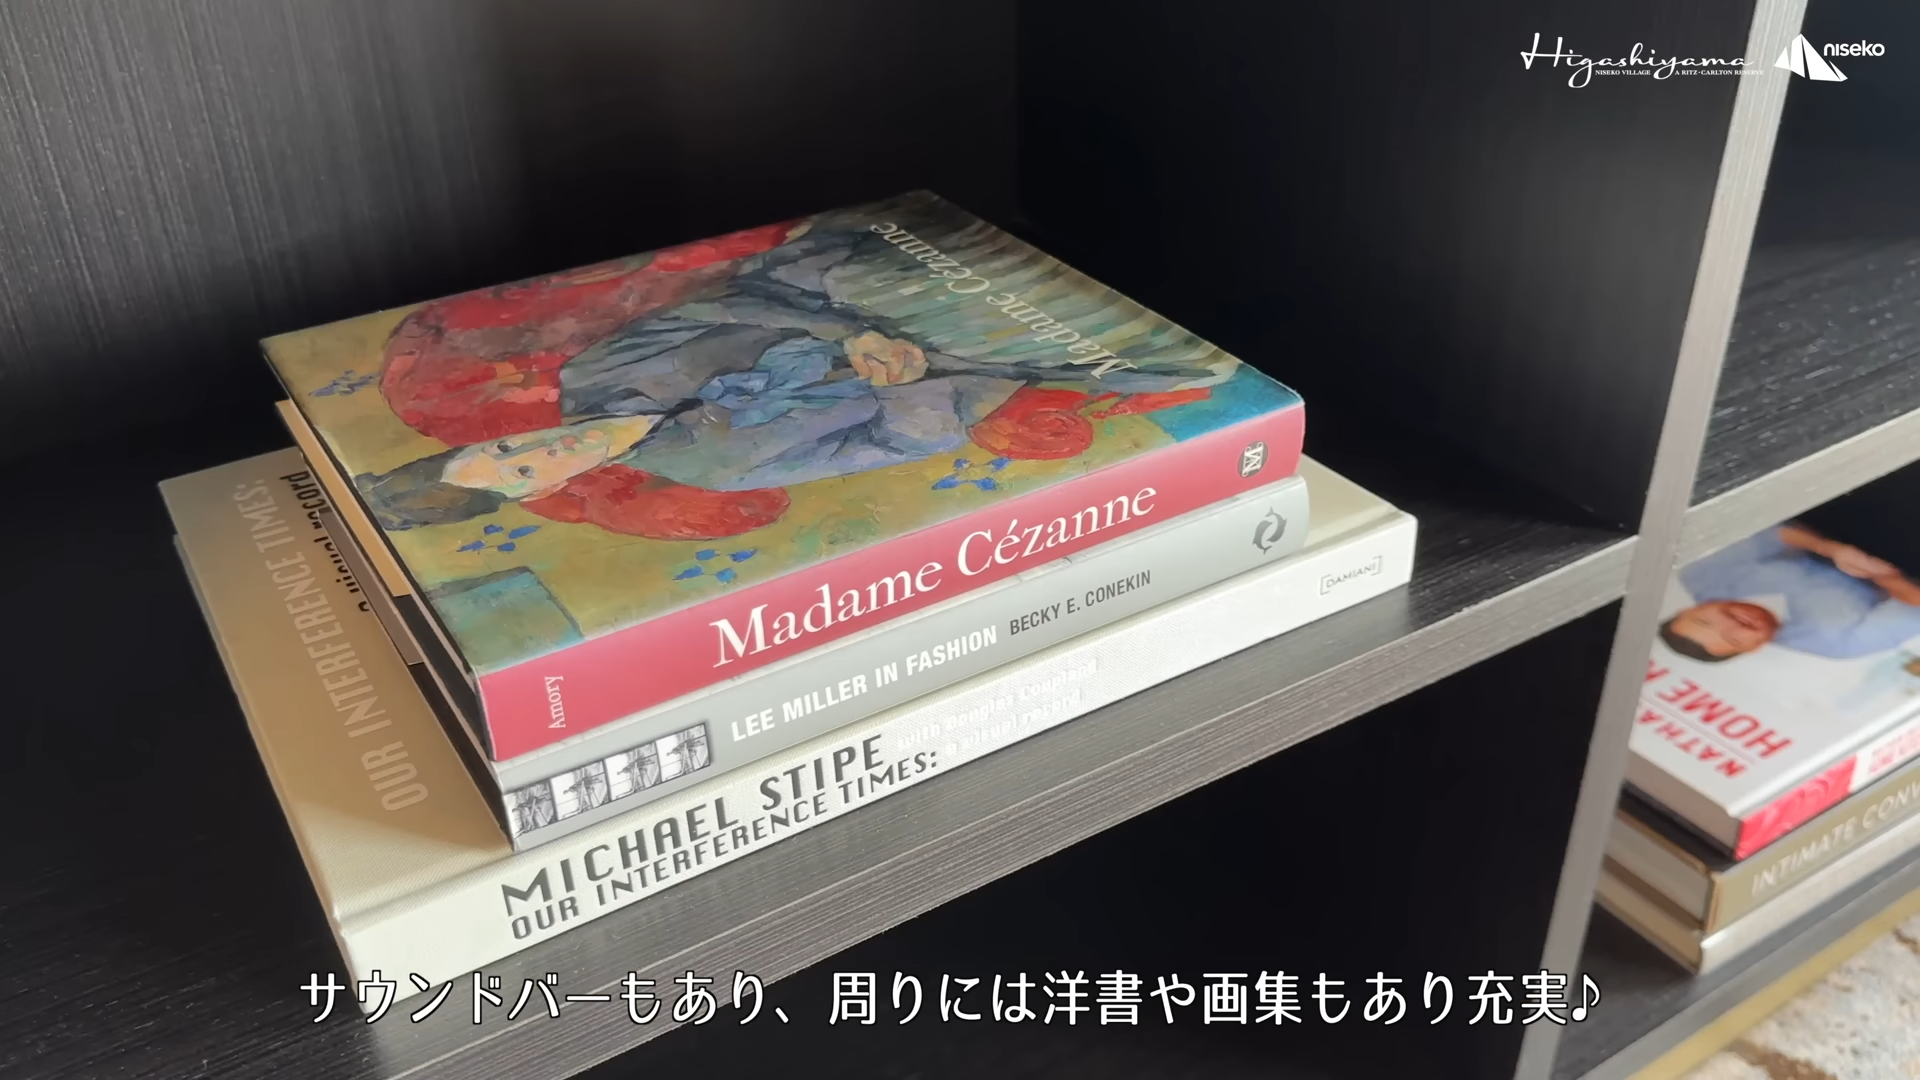 Higashiyama
NISEKO VILLAGE A RITZ-CARLTON RESERVE
niseko
Madame Cézanne
Amory
Madame Cézanne
M
LEE MILLER IN FASHION BECKY E. CONEKIN
MICHAEL STIPE
with Douglas Coupland
OUR INTERFERENCE TIMES:
a visual record
[DAMIANI]
OUR INTERFERENCE TIMES:
record
NATHA
HOME
INTIMATE CONV
サウンドバーもあり、周りには洋書や画集もあり充実♪